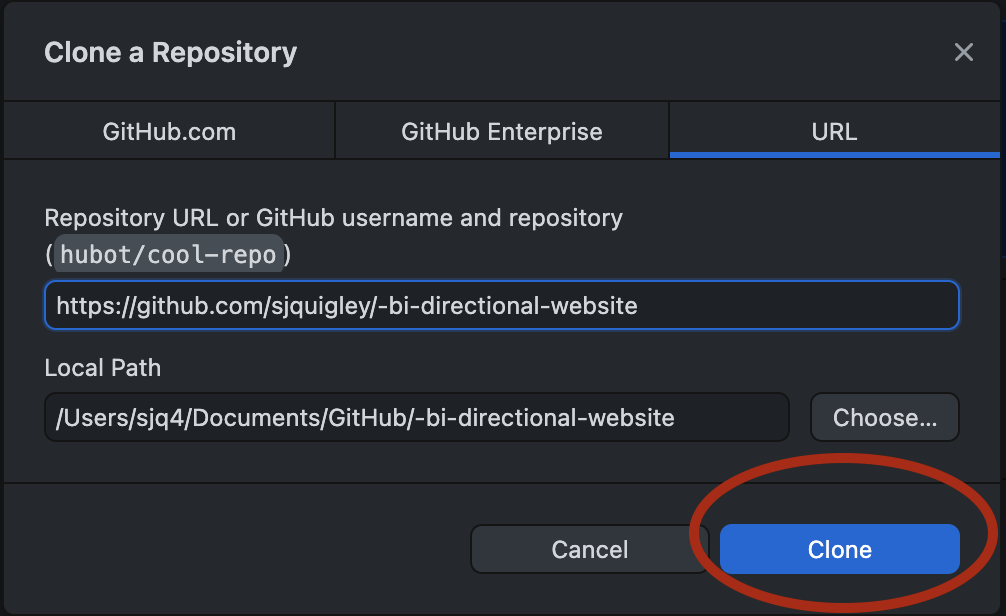 Clone a Repository
GitHub.com
GitHub Enterprise
URL
Repository URL or GitHub username and repository
(hubot/cool-repo)
https://github.com/sjquigley/-bi-directional-website
Local Path
/Users/sjq4/Documents/GitHub/-bi-directional-website
Choose...
Cancel
Clone